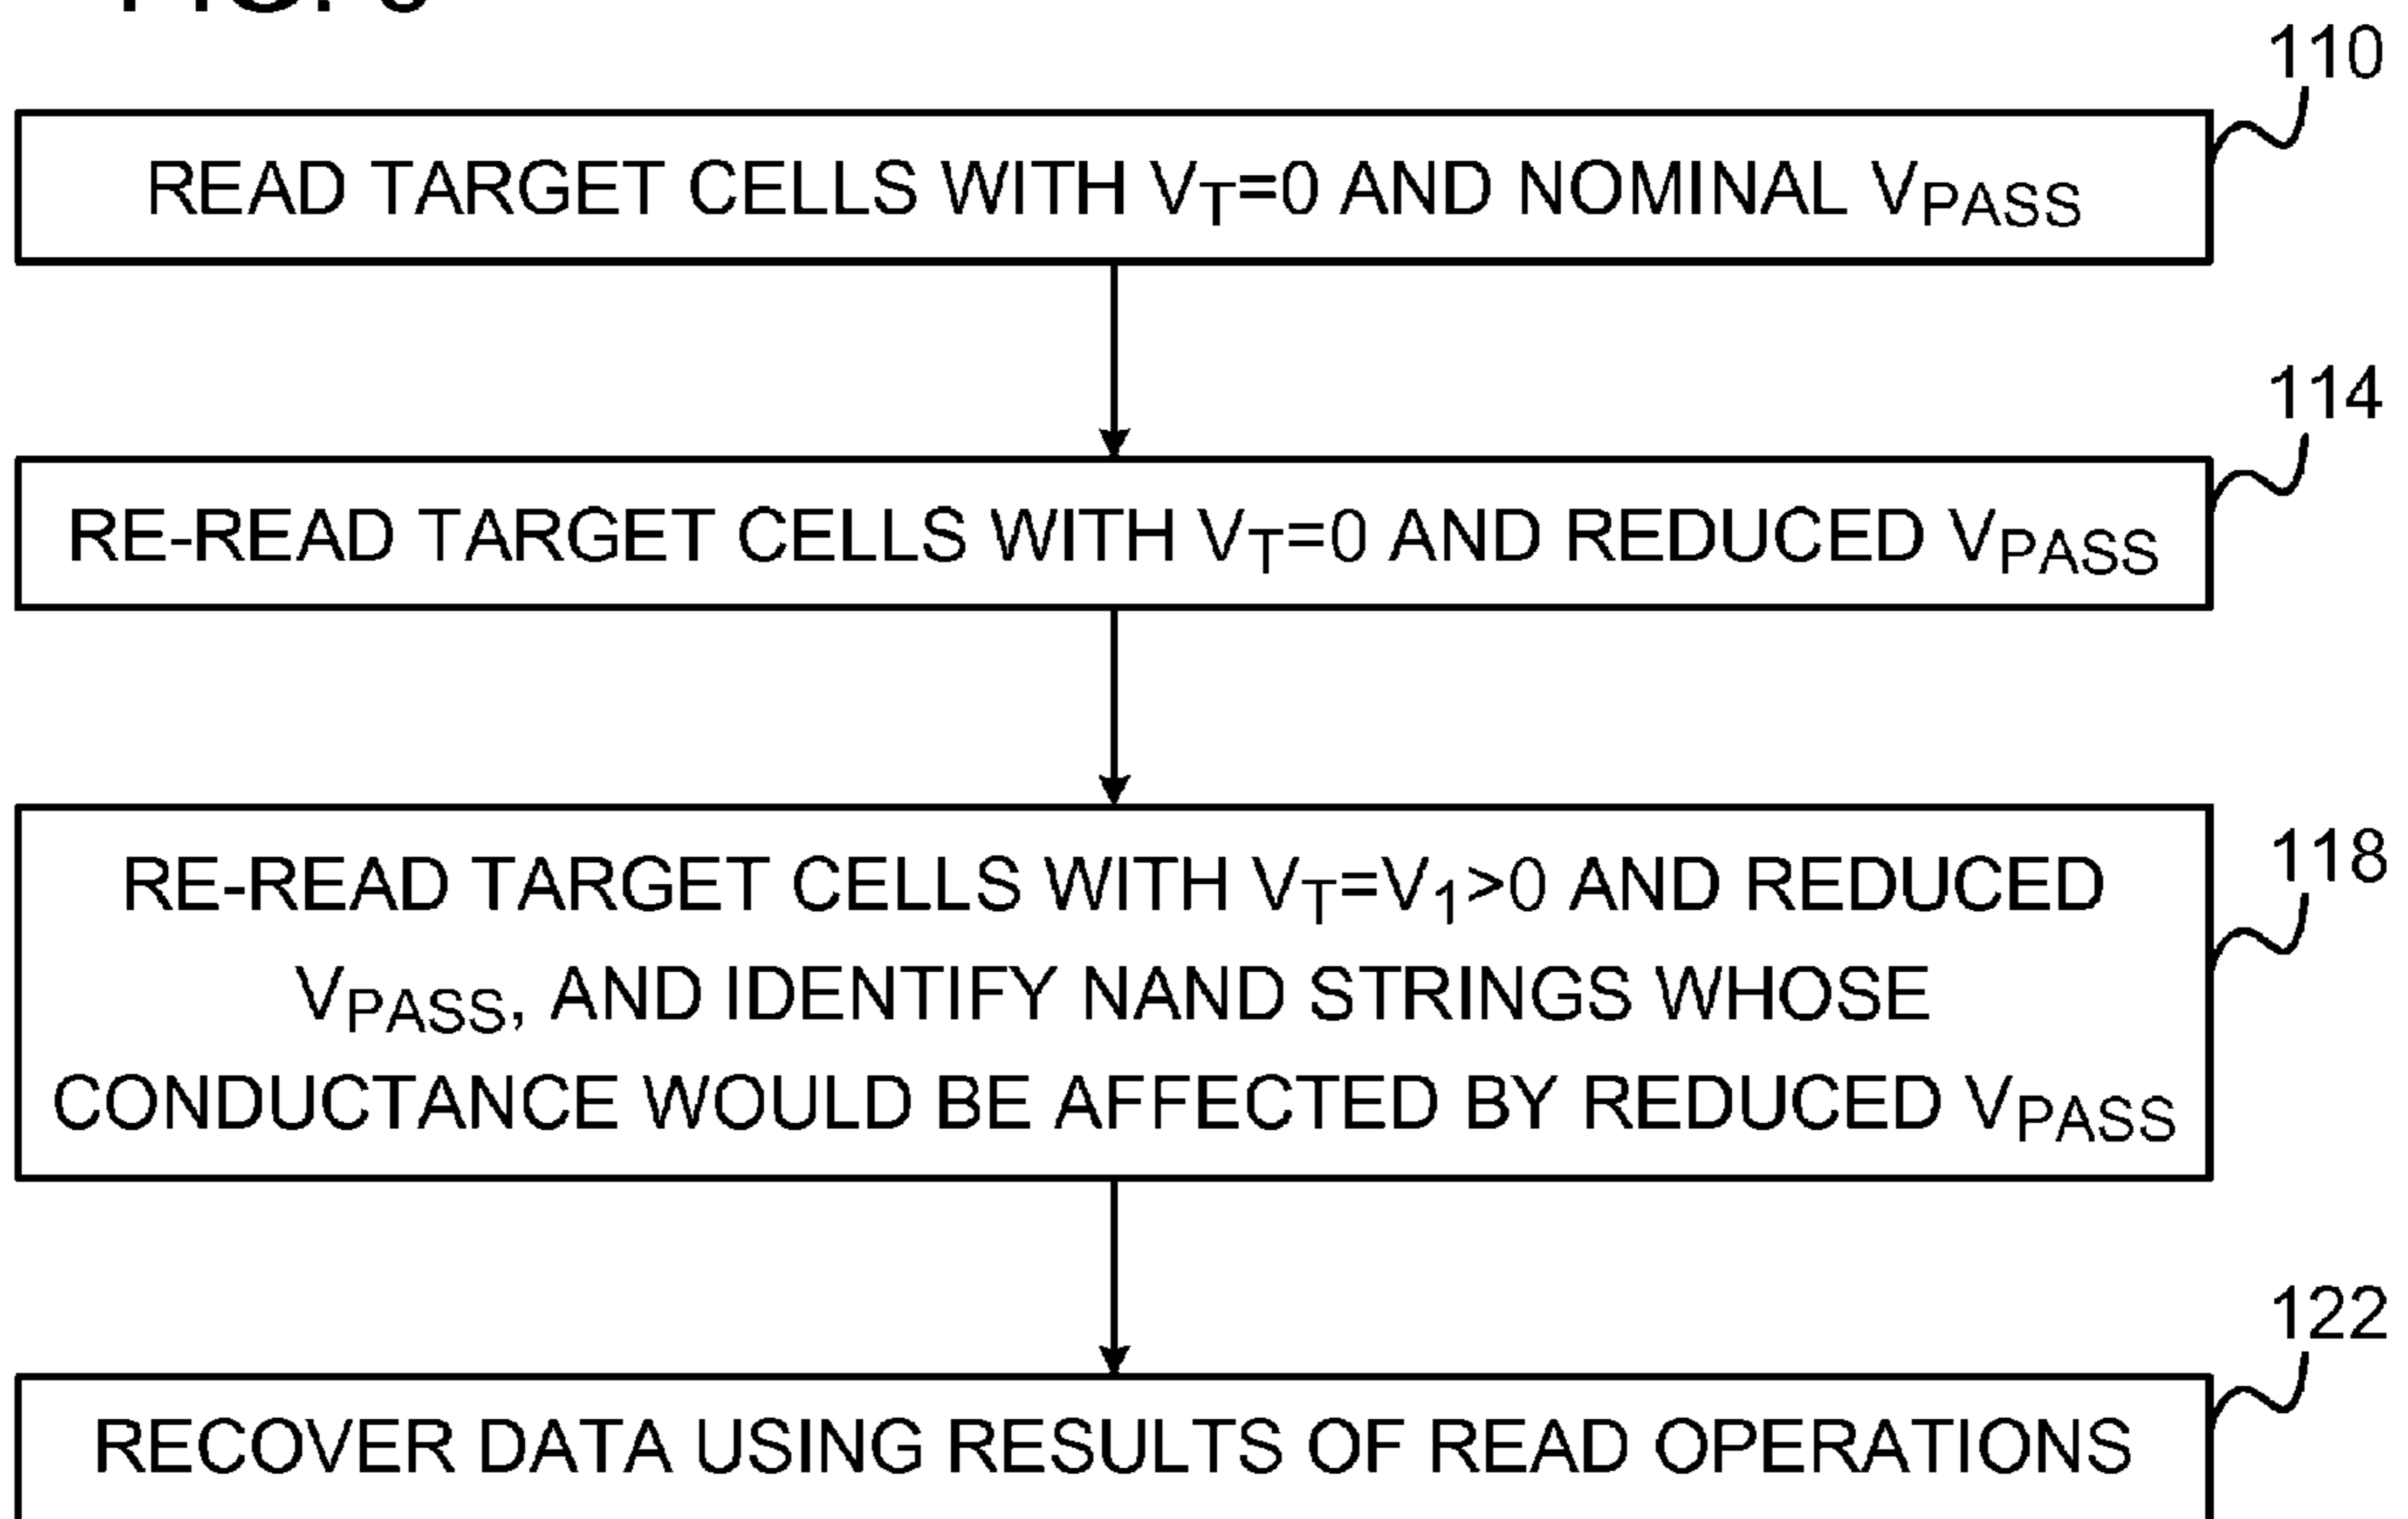 FIG.
110
READ TARGET CELLS WITH VT=0 AND NOMINAL VPASS
114
RE-READ TARGET CELLS WITH VT=0 AND REDUCED VPASS
118
RE-READ TARGET CELLS WITH VT=V1>0 AND REDUCED
VPASS, AND IDENTIFY NAND STRINGS WHOSE
CONDUCTANCE WOULD BE AFFECTED BY REDUCED VPASS
122
RECOVER DATA USING RESULTS OF READ OPERATIONS